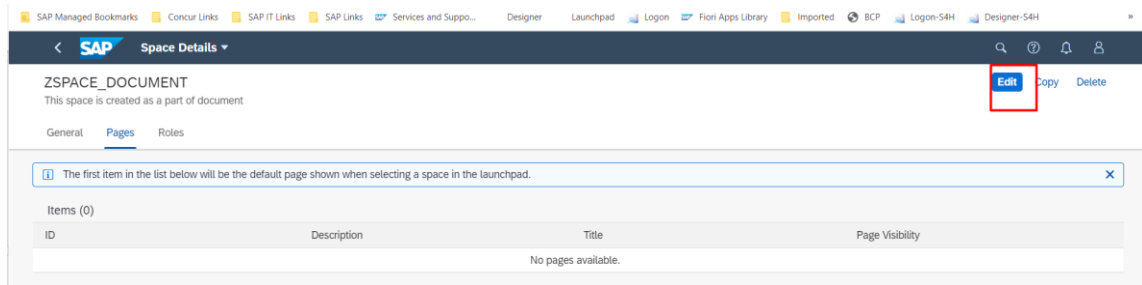 SAP Managed Bookmarks Concur Links SAP IT Links SAP Links Services and Suppo... Designer Launchpad Logon Fiori Apps Library Imported BCP Logon-S4H Designer-S4H »
< SAP Space Details ▾
ZSPACE_DOCUMENT Edit Copy Delete
This space is created as a part of document
General Pages Roles
The first item in the list below will be the default page shown when selecting a space in the launchpad.
Items (0)
ID Description Title Page Visibility
No pages available.